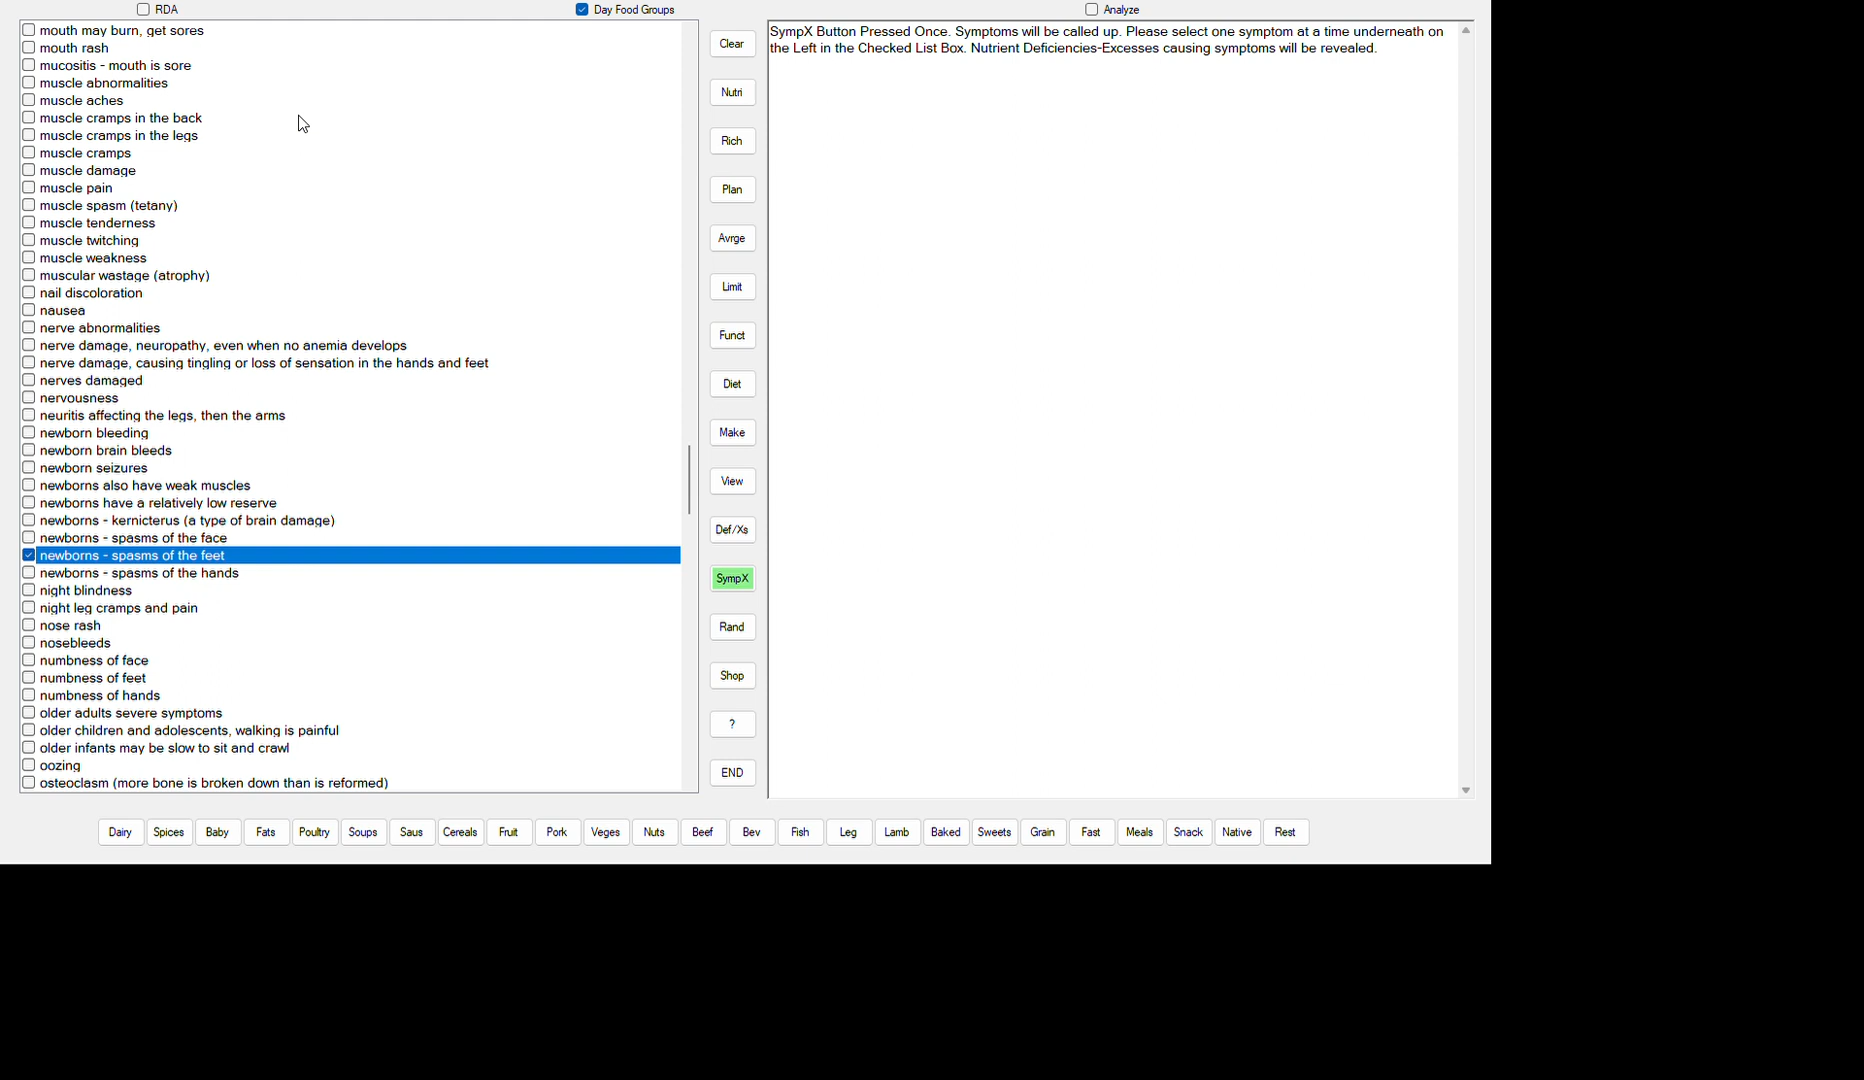 RDA
Day Food Groups
Analyze
mouth may burn, get sores
mouth rash
mucositis - mouth is sore
muscle abnormalities
muscle aches
muscle cramps in the back
muscle cramps in the legs
muscle cramps
muscle damage
muscle pain
muscle spasm (tetany)
muscle tenderness
muscle twitching
muscle weakness
muscular wastage (atrophy)
nail discoloration
nausea
nerve abnormalities
nerve damage, neuropathy, even when no anemia develops
nerve damage, causing tingling or loss of sensation in the hands and feet
nerves damaged
nervousness
neuritis affecting the legs, then the arms
newborn bleeding
newborn brain bleeds
newborn seizures
newborns also have weak muscles
newborns have a relatively low reserve
newborns - kernicterus (a type of brain damage)
newborns - spasms of the face
newborns - spasms of the feet
newborns - spasms of the hands
night blindness
night leg cramps and pain
nose rash
nosebleeds
numbness of face
numbness of feet
numbness of hands
older adults severe symptoms
older children and adolescents, walking is painful
older infants may be slow to sit and crawl
oozing
osteoclasm (more bone is broken down than is reformed)
Clear
Nutri
Rich
Plan
Avrge
Limit
Funct
Diet
Make
View
Def/Xs
SympX
Rand
Shop
?
END
SympX Button Pressed Once. Symptoms will be called up. Please select one symptom at a time underneath on
the Left in the Checked List Box. Nutrient Deficiencies-Excesses causing symptoms will be revealed.
Dairy Spices Baby Fats Poultry Soups Saus Cereals Fruit Pork Veges Nuts Beef Bev Fish Leg Lamb Baked Sweets Grain Fast Meals Snack Native Rest